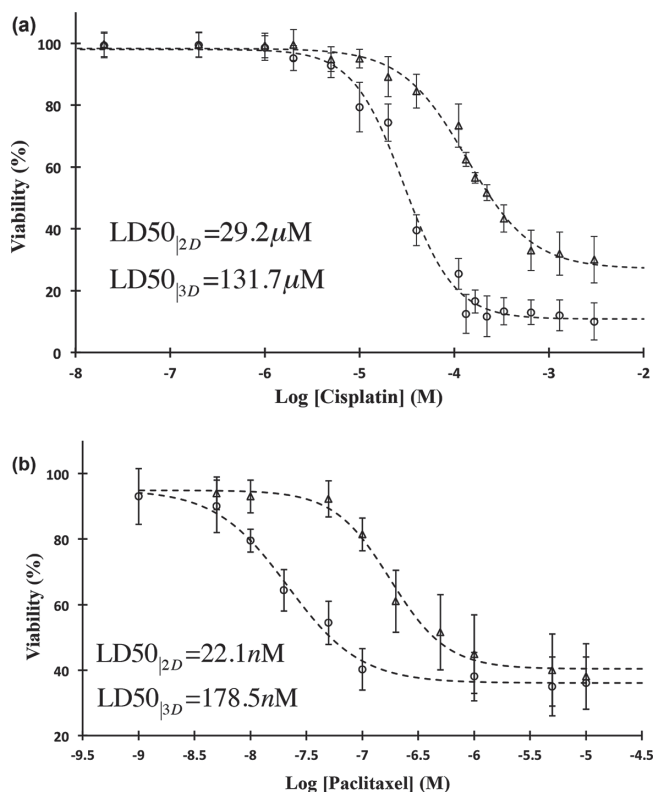 (a)
100
80
60
40
20
0
Viability (%)
LD50|2D=29.2μM
LD50|3D=131.7μM
-8 -7 -6 -5 -4 -3 -2
Log [Cisplatin] (M)
(b)
100
80
60
40
20
Viability (%)
LD50|2D=22.1nM
LD50|3D=178.5nM
-9.5 -9 -8.5 -8 -7.5 -7 -6.5 -6 -5.5 -5 -4.5
Log [Paclitaxel] (M)